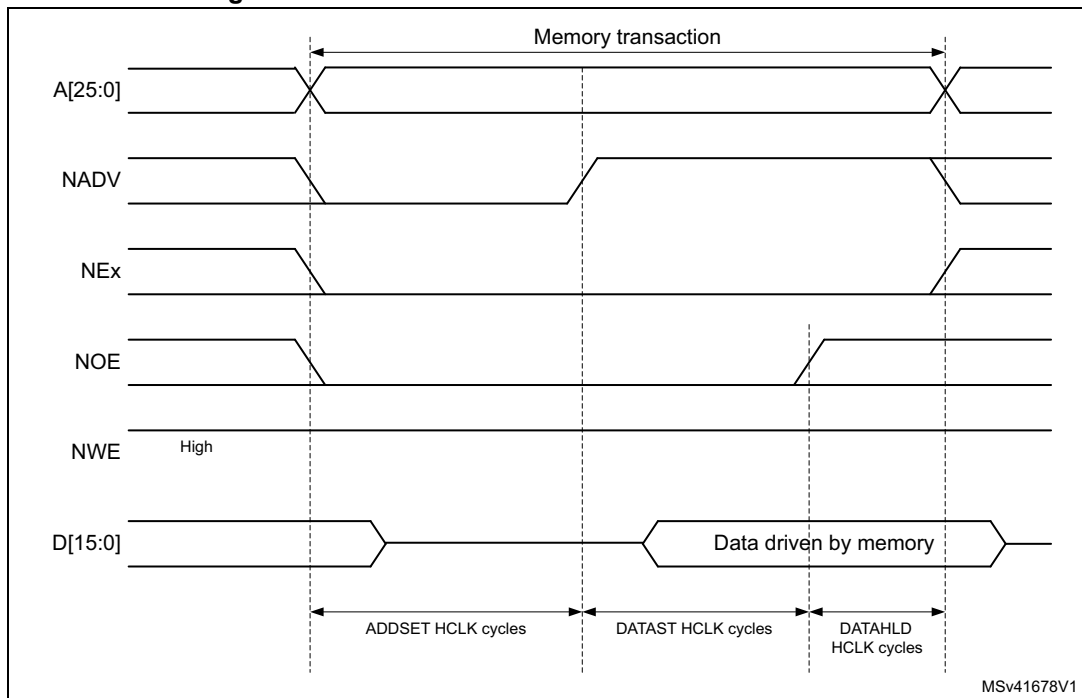 Memory transaction
A[25:0]
NADV
NEx
NOE
NWE
High
D[15:0]
Data driven by memory
ADDSET HCLK cycles
DATAST HCLK cycles
DATAHLD
HCLK cycles
MSv41678V1